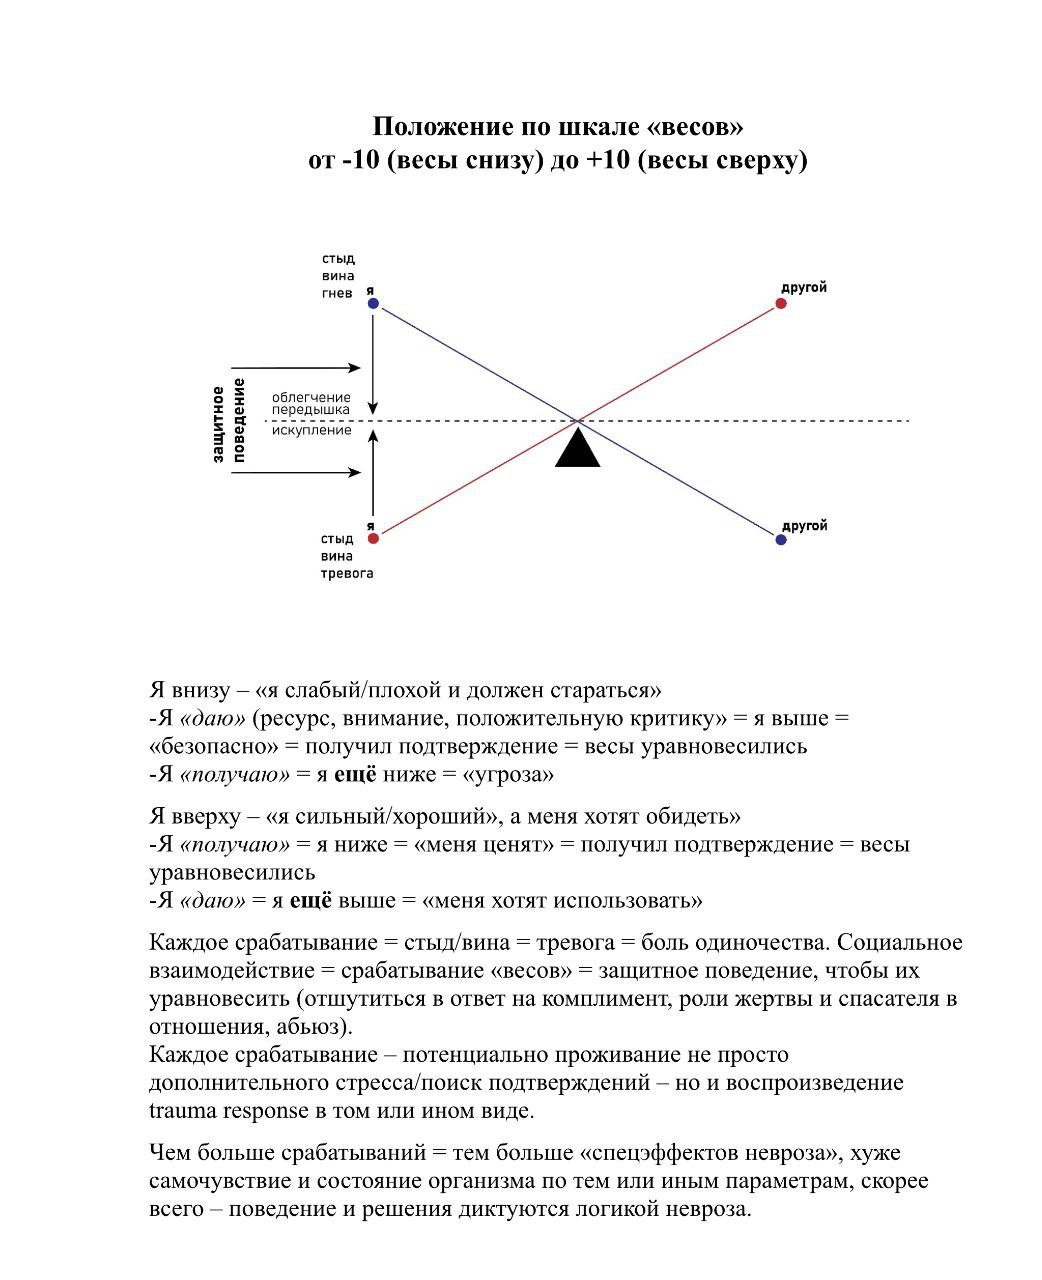 Положение по шкале «весов»
от -10 (весы снизу) до +10 (весы сверху)
стыд
вина
гнев
я
другой
защитное
поведение
облегчение
передышка
искупление
я
другой
стыд
вина
тревога
Я внизу – «я слабый/плохой и должен стараться»
-Я «даю» (ресурс, внимание, положительную критику» = я выше =
«безопасно» = получил подтверждение = весы уравновесились
-Я «получаю» = я ещё ниже = «угроза»
Я вверху – «я сильный/хороший», а меня хотят обидеть»
-Я «получаю» = я ниже = «меня ценят» = получил подтверждение = весы
уравновесились
-Я «даю» = я ещё выше = «меня хотят использовать»
Каждое срабатывание = стыд/вина = тревога = боль одиночества. Социальное
взаимодействие = срабатывание «весов» = защитное поведение, чтобы их
уравновесить (отшутиться в ответ на комплимент, роли жертвы и спасателя в
отношения, абьюз).
Каждое срабатывание – потенциально проживание не просто
дополнительного стресса/поиск подтверждений – но и воспроизведение
trauma response в том или ином виде.
Чем больше срабатываний = тем больше «спецэффектов невроза», хуже
самочувствие и состояние организма по тем или иным параметрам, скорее
всего – поведение и решения диктуются логикой невроза.